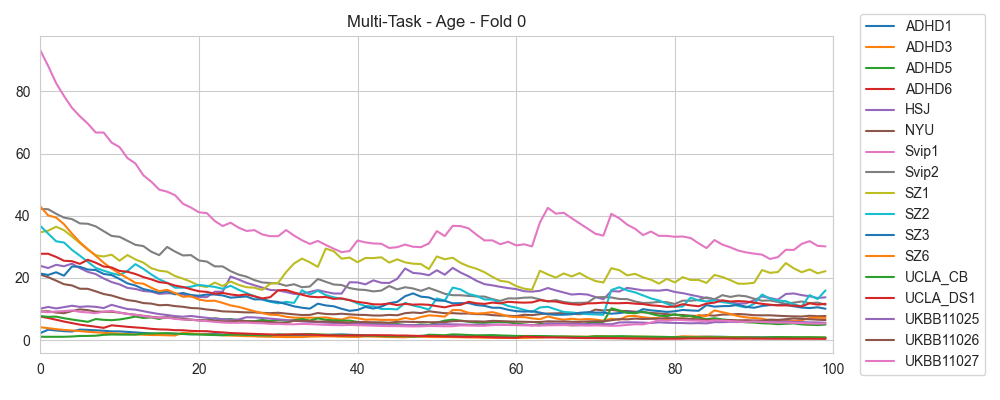 Multi-Task - Age - Fold 0
80
60
40
20
0
0 20 40 60 80 100
ADHD1
ADHD3
ADHD5
ADHD6
HSJ
NYU
Svip1
Svip2
SZ1
SZ2
SZ3
SZ6
UCLA_CB
UCLA_DS1
UKBB11025
UKBB11026
UKBB11027